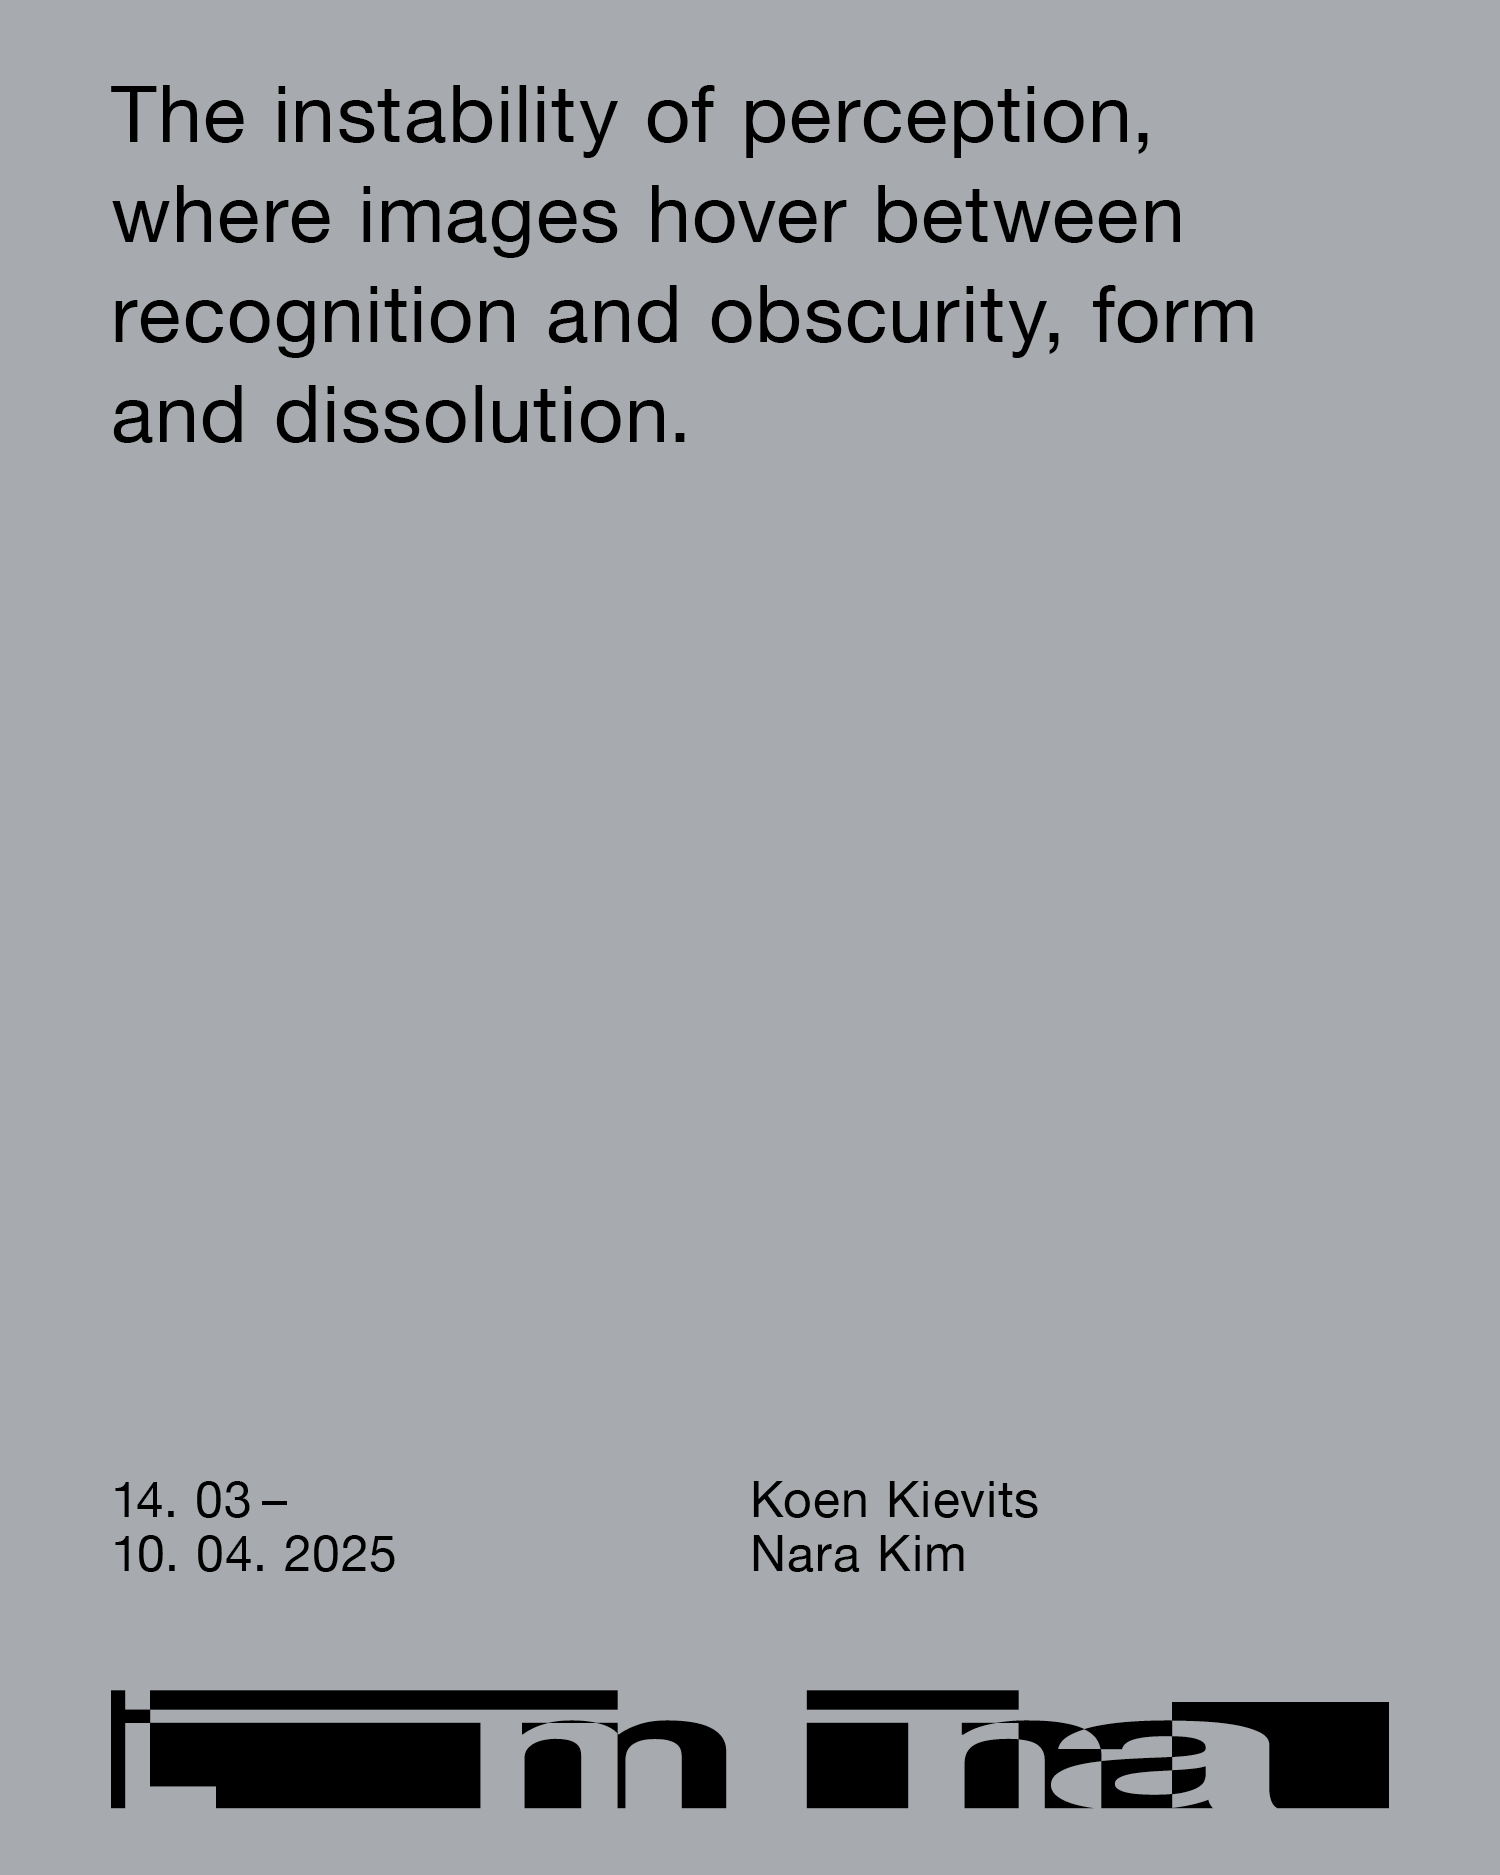 The instability of perception,
where images hover between
recognition and obscurity, form
and dissolution.
14. 03 –
10. 04. 2025
Koen Kievits
Nara Kim